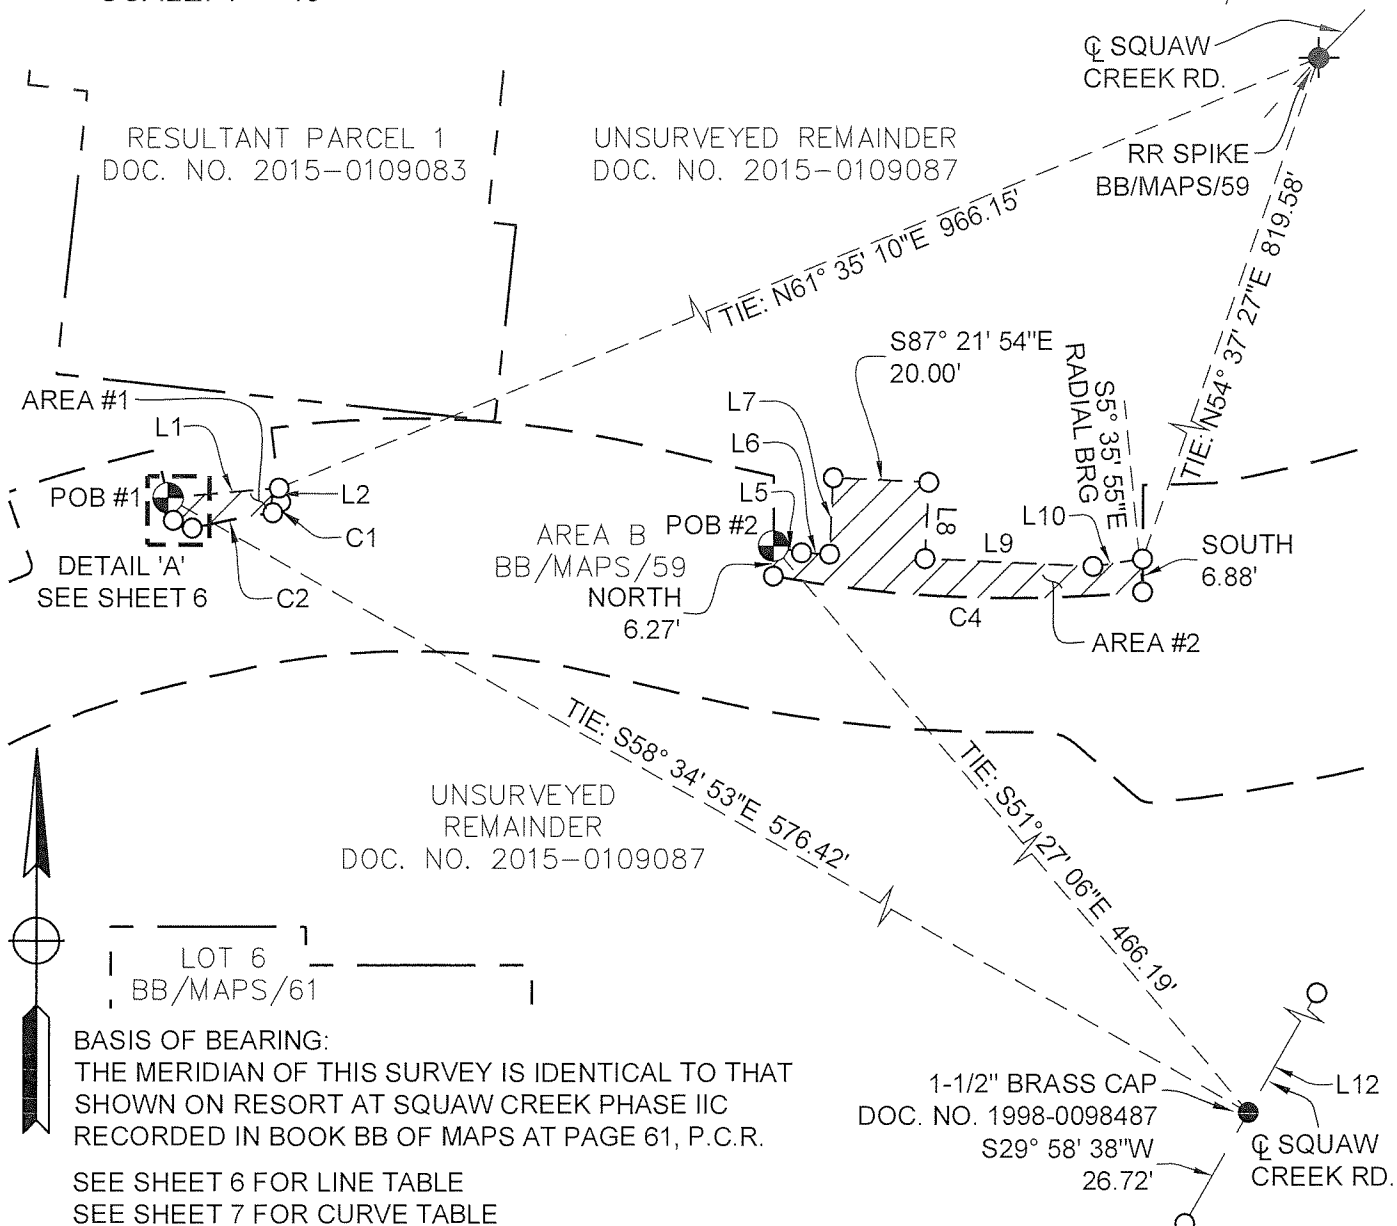 ℄ SQUAW
CREEK RD.
RESULTANT PARCEL 1
DOC. NO. 2015-0109083
UNSURVEYED REMAINDER
DOC. NO. 2015-0109087
RR SPIKE
BB/MAPS/59
TIE: N61° 35' 10"E 966.15'
TIE: N54° 37' 27"E 819.58'
S87° 21' 54"E
20.00'
S5° 35' 55"E
RADIAL BRG
AREA #1
L1
L7
L6
L5
POB #1
L2
C1
DETAIL 'A'
SEE SHEET 6
C2
AREA B
BB/MAPS/59
POB #2
L8
L9
L10
SOUTH
6.88'
NORTH
6.27'
C4
AREA #2
TIE: S58° 34' 53"E 576.42'
TIE: S51° 27' 06"E 466.19'
UNSURVEYED
REMAINDER
DOC. NO. 2015-0109087
LOT 6
BB/MAPS/61
BASIS OF BEARING:
THE MERIDIAN OF THIS SURVEY IS IDENTICAL TO THAT
SHOWN ON RESORT AT SQUAW CREEK PHASE IIC
RECORDED IN BOOK BB OF MAPS AT PAGE 61, P.C.R.
SEE SHEET 6 FOR LINE TABLE
SEE SHEET 7 FOR CURVE TABLE
1-1/2" BRASS CAP
DOC. NO. 1998-0098487
S29° 58' 38"W
26.72'
L12
℄ SQUAW
CREEK RD.